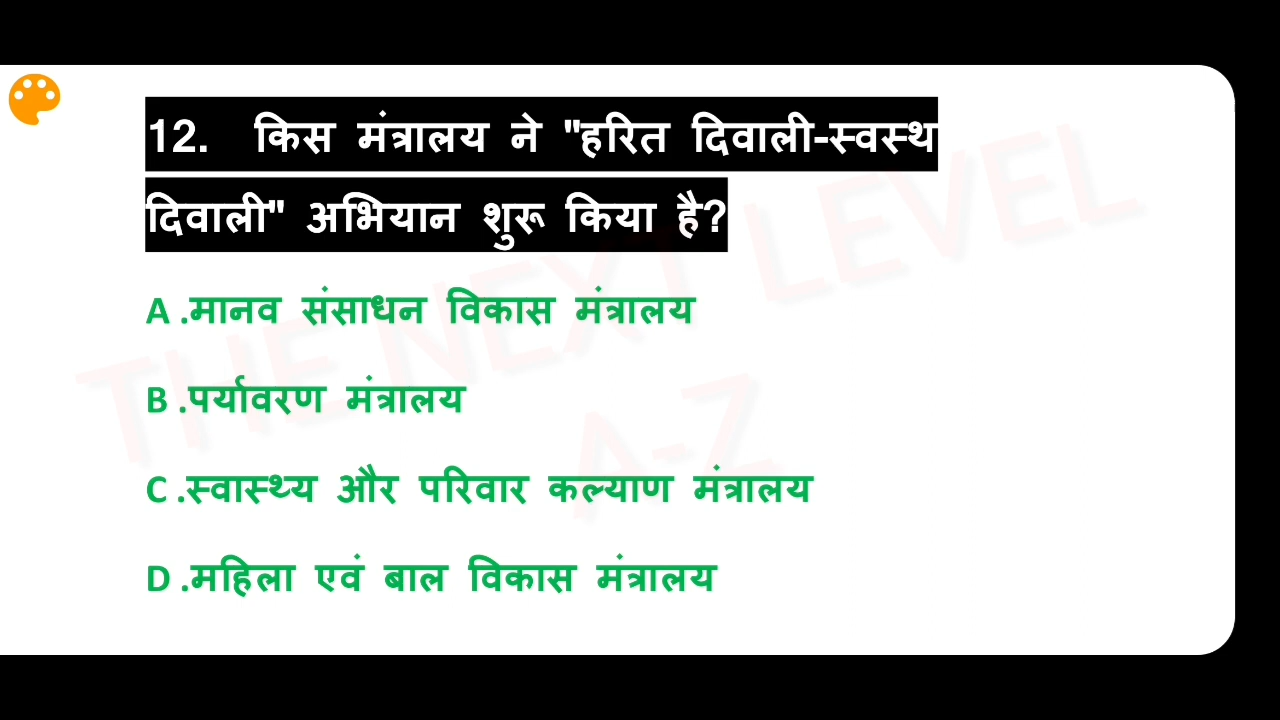 12. किस मंत्रालय ने "हरित दिवाली-स्वस्थ
दिवाली" अभियान शुरू किया है?
A .मानव संसाधन विकास मंत्रालय
B .पर्यावरण मंत्रालय
C .स्वास्थ्य और परिवार कल्याण मंत्रालय
D .महिला एवं बाल विकास मंत्रालय
THE NEXT LEVEL
A-Z